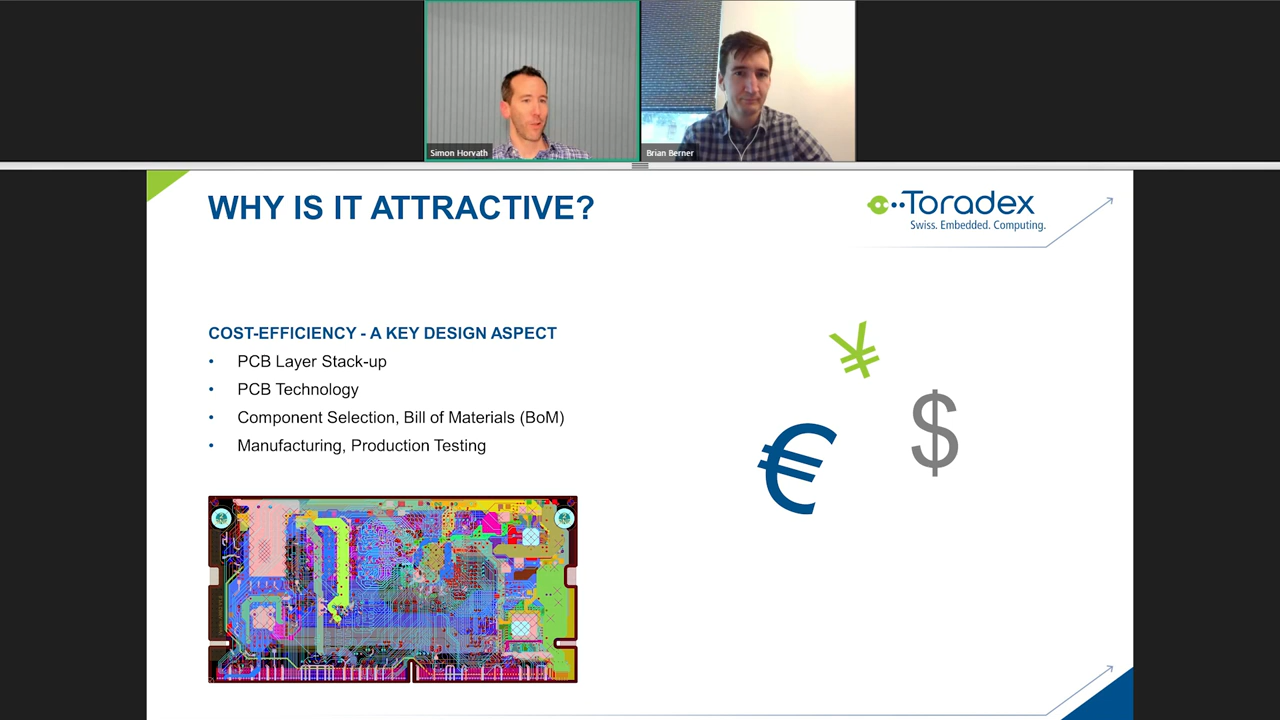 Simon Horvath
Brian Berner
WHY IS IT ATTRACTIVE?
Toradex
Swiss. Embedded. Computing.
COST-EFFICIENCY - A KEY DESIGN ASPECT
• PCB Layer Stack-up
• PCB Technology
• Component Selection, Bill of Materials (BoM)
• Manufacturing, Production Testing
¥
$
€